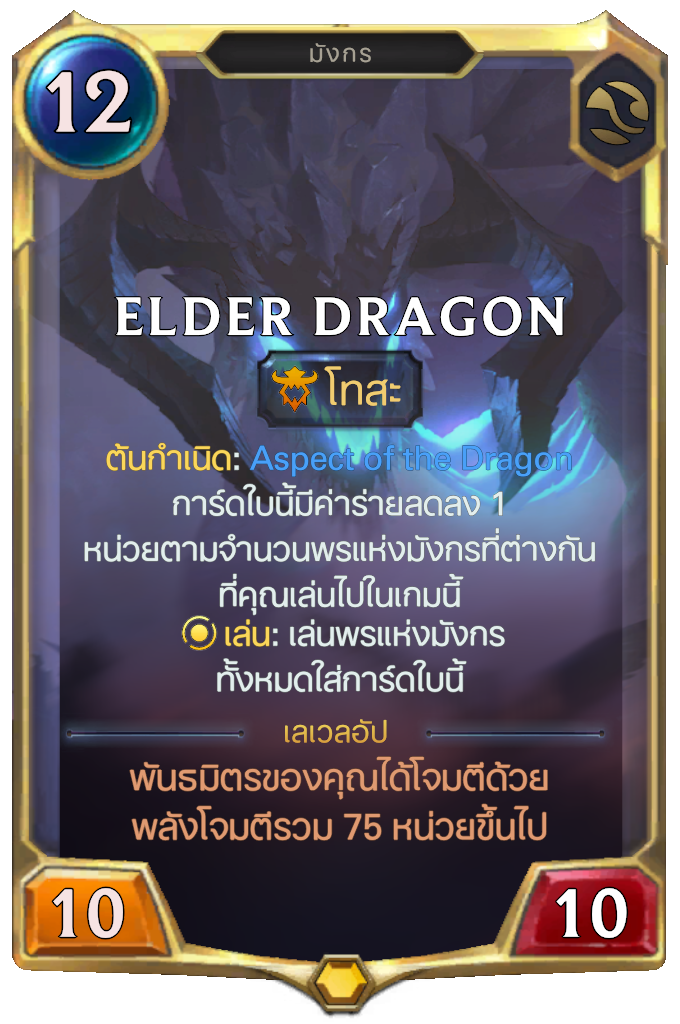 มังกร
12
ELDER DRAGON
โทสะ
ต้นกำเนิด: Aspect of the Dragon
การ์ดใบนี้มีค่าร่ายลดลง 1
หน่วยตามจำนวนพรแห่งมังกรที่ต่างกัน
ที่คุณเล่นไปในเกมนี้
เล่น: เล่นพรแห่งมังกร
ทั้งหมดใส่การ์ดใบนี้
เลเวลอัป
พันธมิตรของคุณได้โจมตีด้วย
พลังโจมตีรวม 75 หน่วยขึ้นไป
10
10